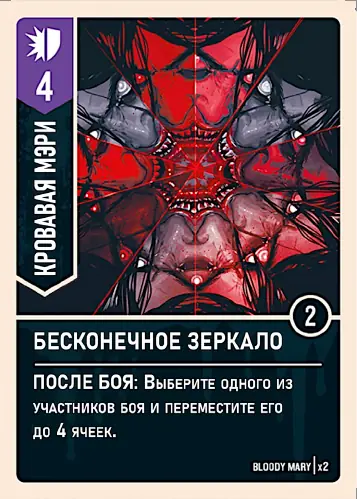 4
КРОВАВАЯ МЭРИ
2
БЕСКОНЕЧНОЕ ЗЕРКАЛО
ПОСЛЕ БОЯ: Выберите одного из
участников боя и переместите его
до 4 ячеек.
BLOODY MARY | x2